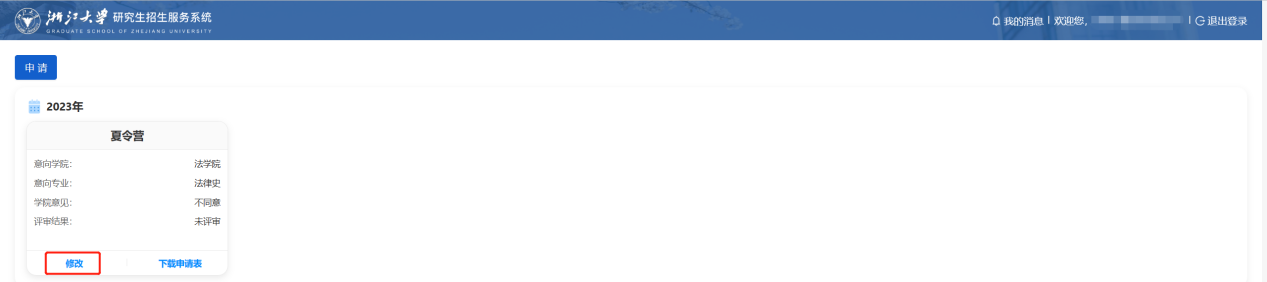 浙江大学 研究生招生服务系统
GRADUATE SCHOOL OF ZHEJIANG UNIVERSITY
我的消息 | 欢迎您, | 退出登录
申请
2023年
夏令营
意向学院: 法学院
意向专业: 法律史
学院意见: 不同意
评审结果: 未评审
修改 下载申请表